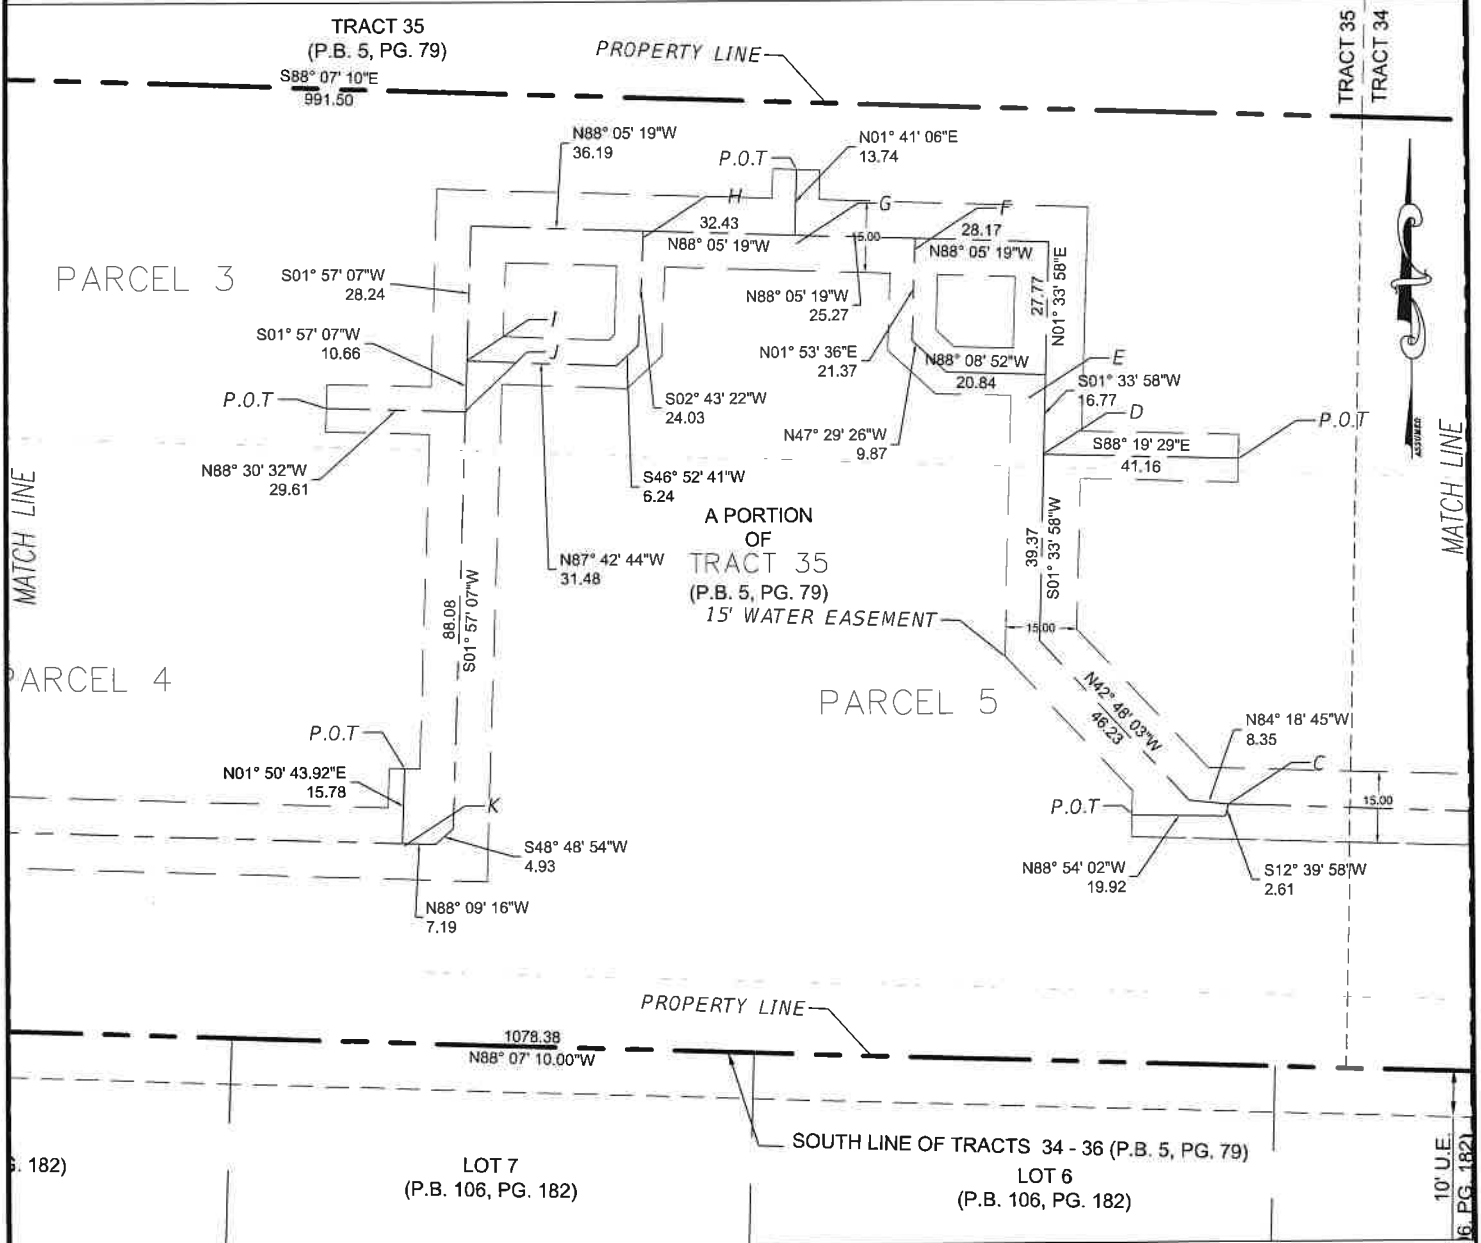 TRACT 35
(P.B. 5, PG. 79)
S88° 07' 10"E
991.50
PROPERTY LINE
TRACT 35
TRACT 34
N88° 05' 19"W
36.19
P.O.T
N01° 41' 06"E
13.74
H
G
F
32.43
N88° 05' 19"W
15.00
28.17
N88° 05' 19"W
PARCEL 3
S01° 57' 07"W
28.24
N88° 05' 19"W
25.27
27.77
N01° 33' 58"E
I
S01° 57' 07"W
10.66
J
N01° 53' 36"E
21.37
N88° 08' 52"W
20.84
E
S01° 33' 58"W
16.77
P.O.T
S02° 43' 22"W
24.03
D
P.O.T
N47° 29' 26"W
9.87
S88° 19' 29"E
41.16
ASSUMED
N88° 30' 32"W
29.61
S46° 52' 41"W
6.24
MATCH LINE
MATCH LINE
A PORTION
OF
TRACT 35
(P.B. 5, PG. 79)
N87° 42' 44"W
31.48
39.37
S01° 33' 58"W
15' WATER EASEMENT
15.00
88.08
S01° 57' 07"W
PARCEL 4
PARCEL 5
N42° 48' 03"W
46.23
N84° 18' 45"W
8.35
P.O.T
C
N01° 50' 43.92"E
15.78
K
P.O.T
15.00
S48° 48' 54"W
4.93
N88° 54' 02"W
19.92
S12° 39' 58"W
2.61
N88° 09' 16"W
7.19
PROPERTY LINE
1078.38
N88° 07' 10.00"W
SOUTH LINE OF TRACTS 34 - 36 (P.B. 5, PG. 79)
G. 182)
LOT 7
(P.B. 106, PG. 182)
LOT 6
(P.B. 106, PG. 182)
10' U.E.
06, PG. 182)